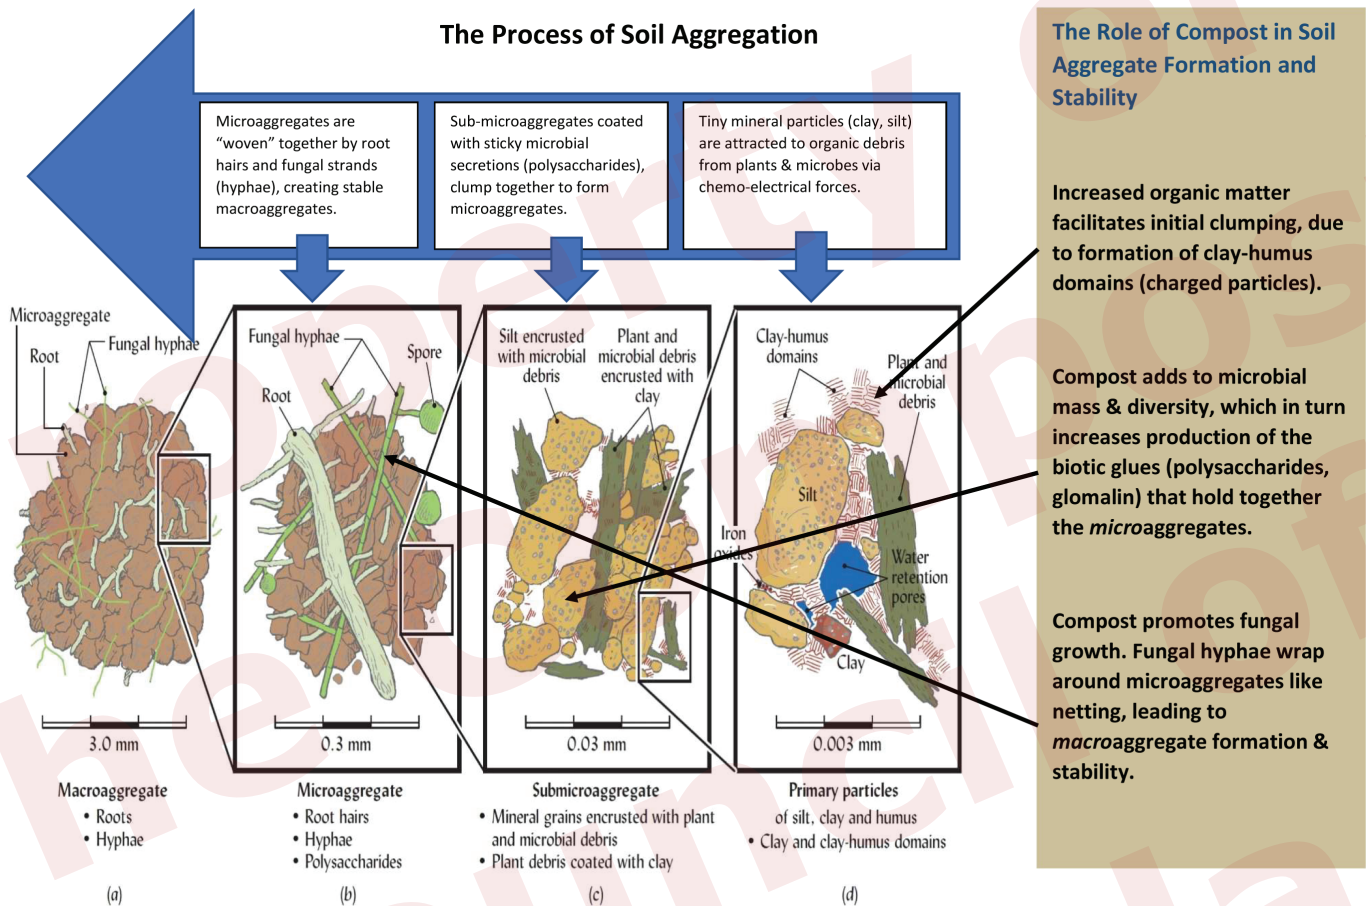 The Process of Soil Aggregation
Microaggregates are
“woven” together by root
hairs and fungal strands
(hyphae), creating stable
macroaggregates.
Sub-microaggregates coated
with sticky microbial
secretions (polysaccharides),
clump together to form
microaggregates.
Tiny mineral particles (clay, silt)
are attracted to organic debris
from plants & microbes via
chemo-electrical forces.
The Role of Compost in Soil
Aggregate Formation and
Stability
Increased organic matter
facilitates initial clumping, due
to formation of clay-humus
domains (charged particles).
Compost adds to microbial
mass & diversity, which in turn
increases production of the
biotic glues (polysaccharides,
glomalin) that hold together
the microaggregates.
Compost promotes fungal
growth. Fungal hyphae wrap
around microaggregates like
netting, leading to
macroaggregate formation &
stability.
Microaggregate
Root
Fungal hyphae
3.0 mm
Macroaggregate
• Roots
• Hyphae
(a)
Fungal hyphae
Spore
Root
0.3 mm
Microaggregate
• Root hairs
• Hyphae
• Polysaccharides
(b)
Silt encrusted
with microbial
debris
Plant and
microbial debris
encrusted with
clay
0.03 mm
Submicroaggregate
• Mineral grains encrusted with plant
and microbial debris
• Plant debris coated with clay
(c)
Clay-humus
domains
Plant and
microbial
debris
Silt
Iron
oxides
Water
retention
pores
Clay
0.003 mm
Primary particles
of silt, clay and humus
• Clay and clay-humus domains
(d)